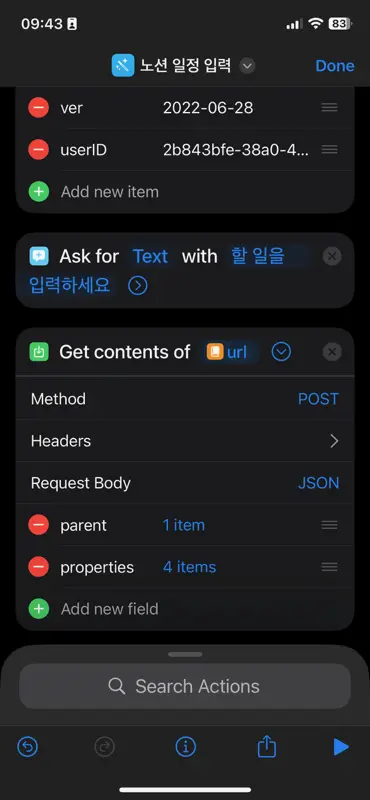 09:43 83
노션 일정 입력 Done
ver 2022-06-28
userID 2b843bfe-38a0-4...
Add new item
Ask for Text with 할 일을
입력하세요
Get contents of url
Method POST
Headers
Request Body JSON
parent 1 item
properties 4 items
Add new field
Search Actions